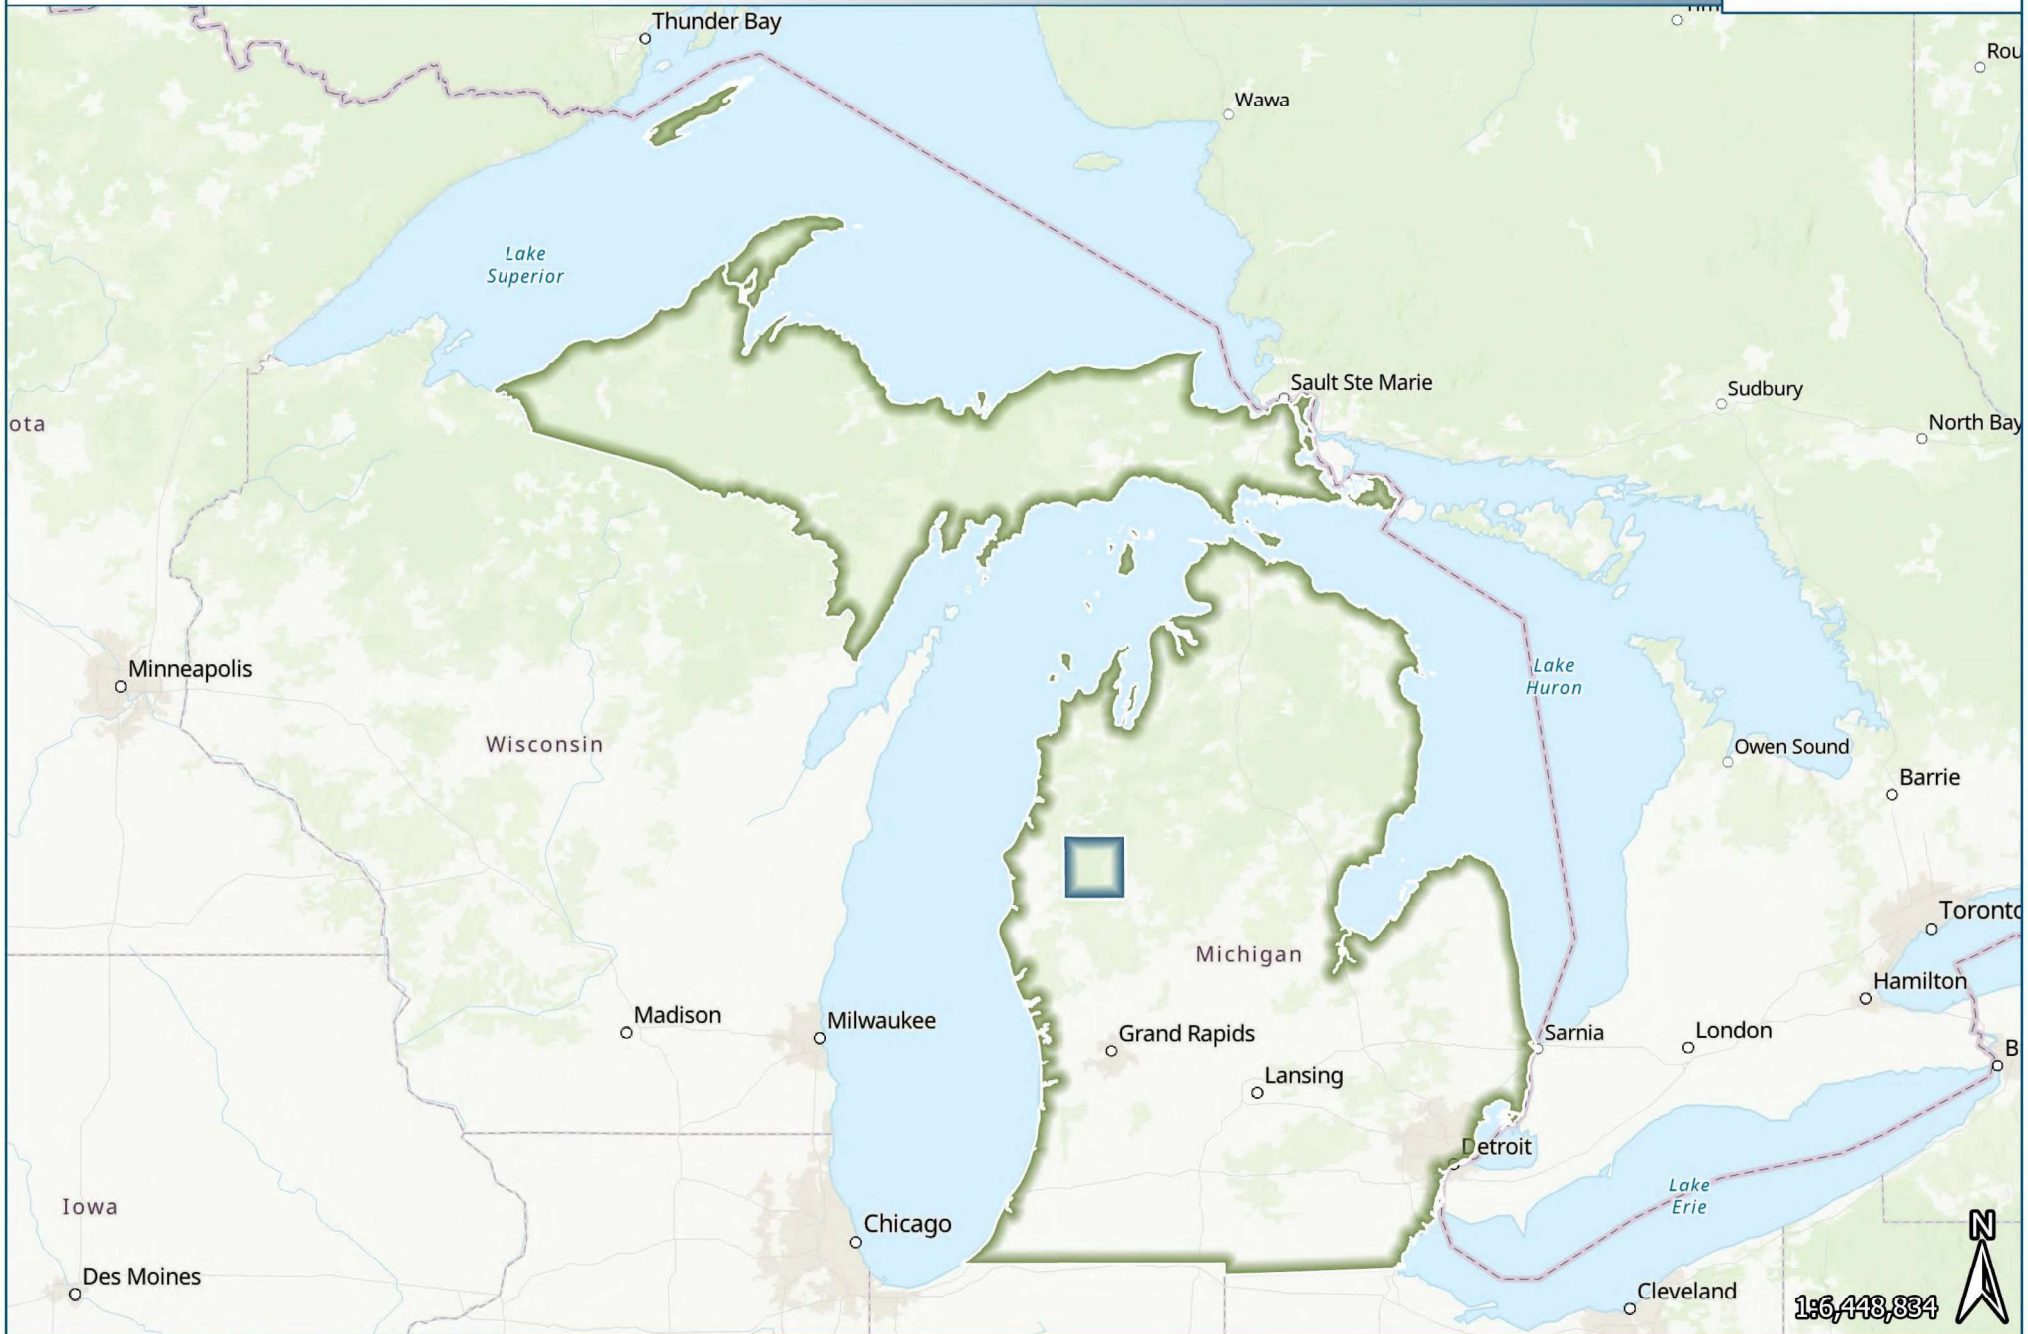 Thunder Bay
Rou
Wawa
Lake
Superior
Sault Ste Marie
Sudbury
ota
North Bay
Minneapolis
Lake
Huron
Wisconsin
Owen Sound
Barrie
Toronto
Michigan
Hamilton
Madison
Milwaukee
Grand Rapids
Sarnia
London
B
Lansing
Detroit
Lake
Erie
Iowa
Chicago
N
Des Moines
Cleveland
1:6,448,834